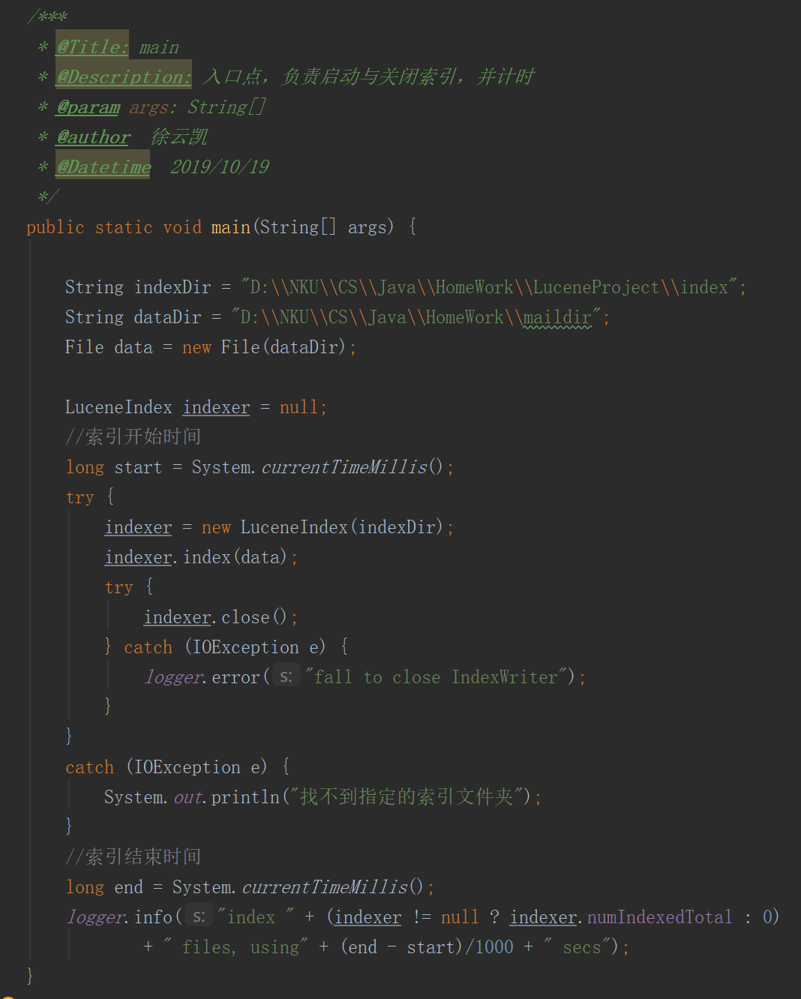 /***
* @Title: main
* @Description: 入口点，负责启动与关闭索引，并计时
* @param args: String[]
* @author 徐云凯
* @Datetime 2019/10/19
*/
public static void main(String[] args) {
String indexDir = "D:\\NKU\\CS\\Java\\HomeWork\\LuceneProject\\index";
String dataDir = "D:\\NKU\\CS\\Java\\HomeWork\\maildir";
File data = new File(dataDir);
LuceneIndex indexer = null;
//索引开始时间
long start = System.currentTimeMillis();
try {
indexer = new LuceneIndex(indexDir);
indexer.index(data);
try {
indexer.close();
} catch (IOException e) {
logger.error( s: "fall to close IndexWriter");
}
}
catch (IOException e) {
System.out.println("找不到指定的索引文件夹");
}
//索引结束时间
long end = System.currentTimeMillis();
logger.info( s: "index " + (indexer != null ? indexer.numIndexedTotal : 0)
+ " files, using" + (end - start)/1000 + " secs");
}